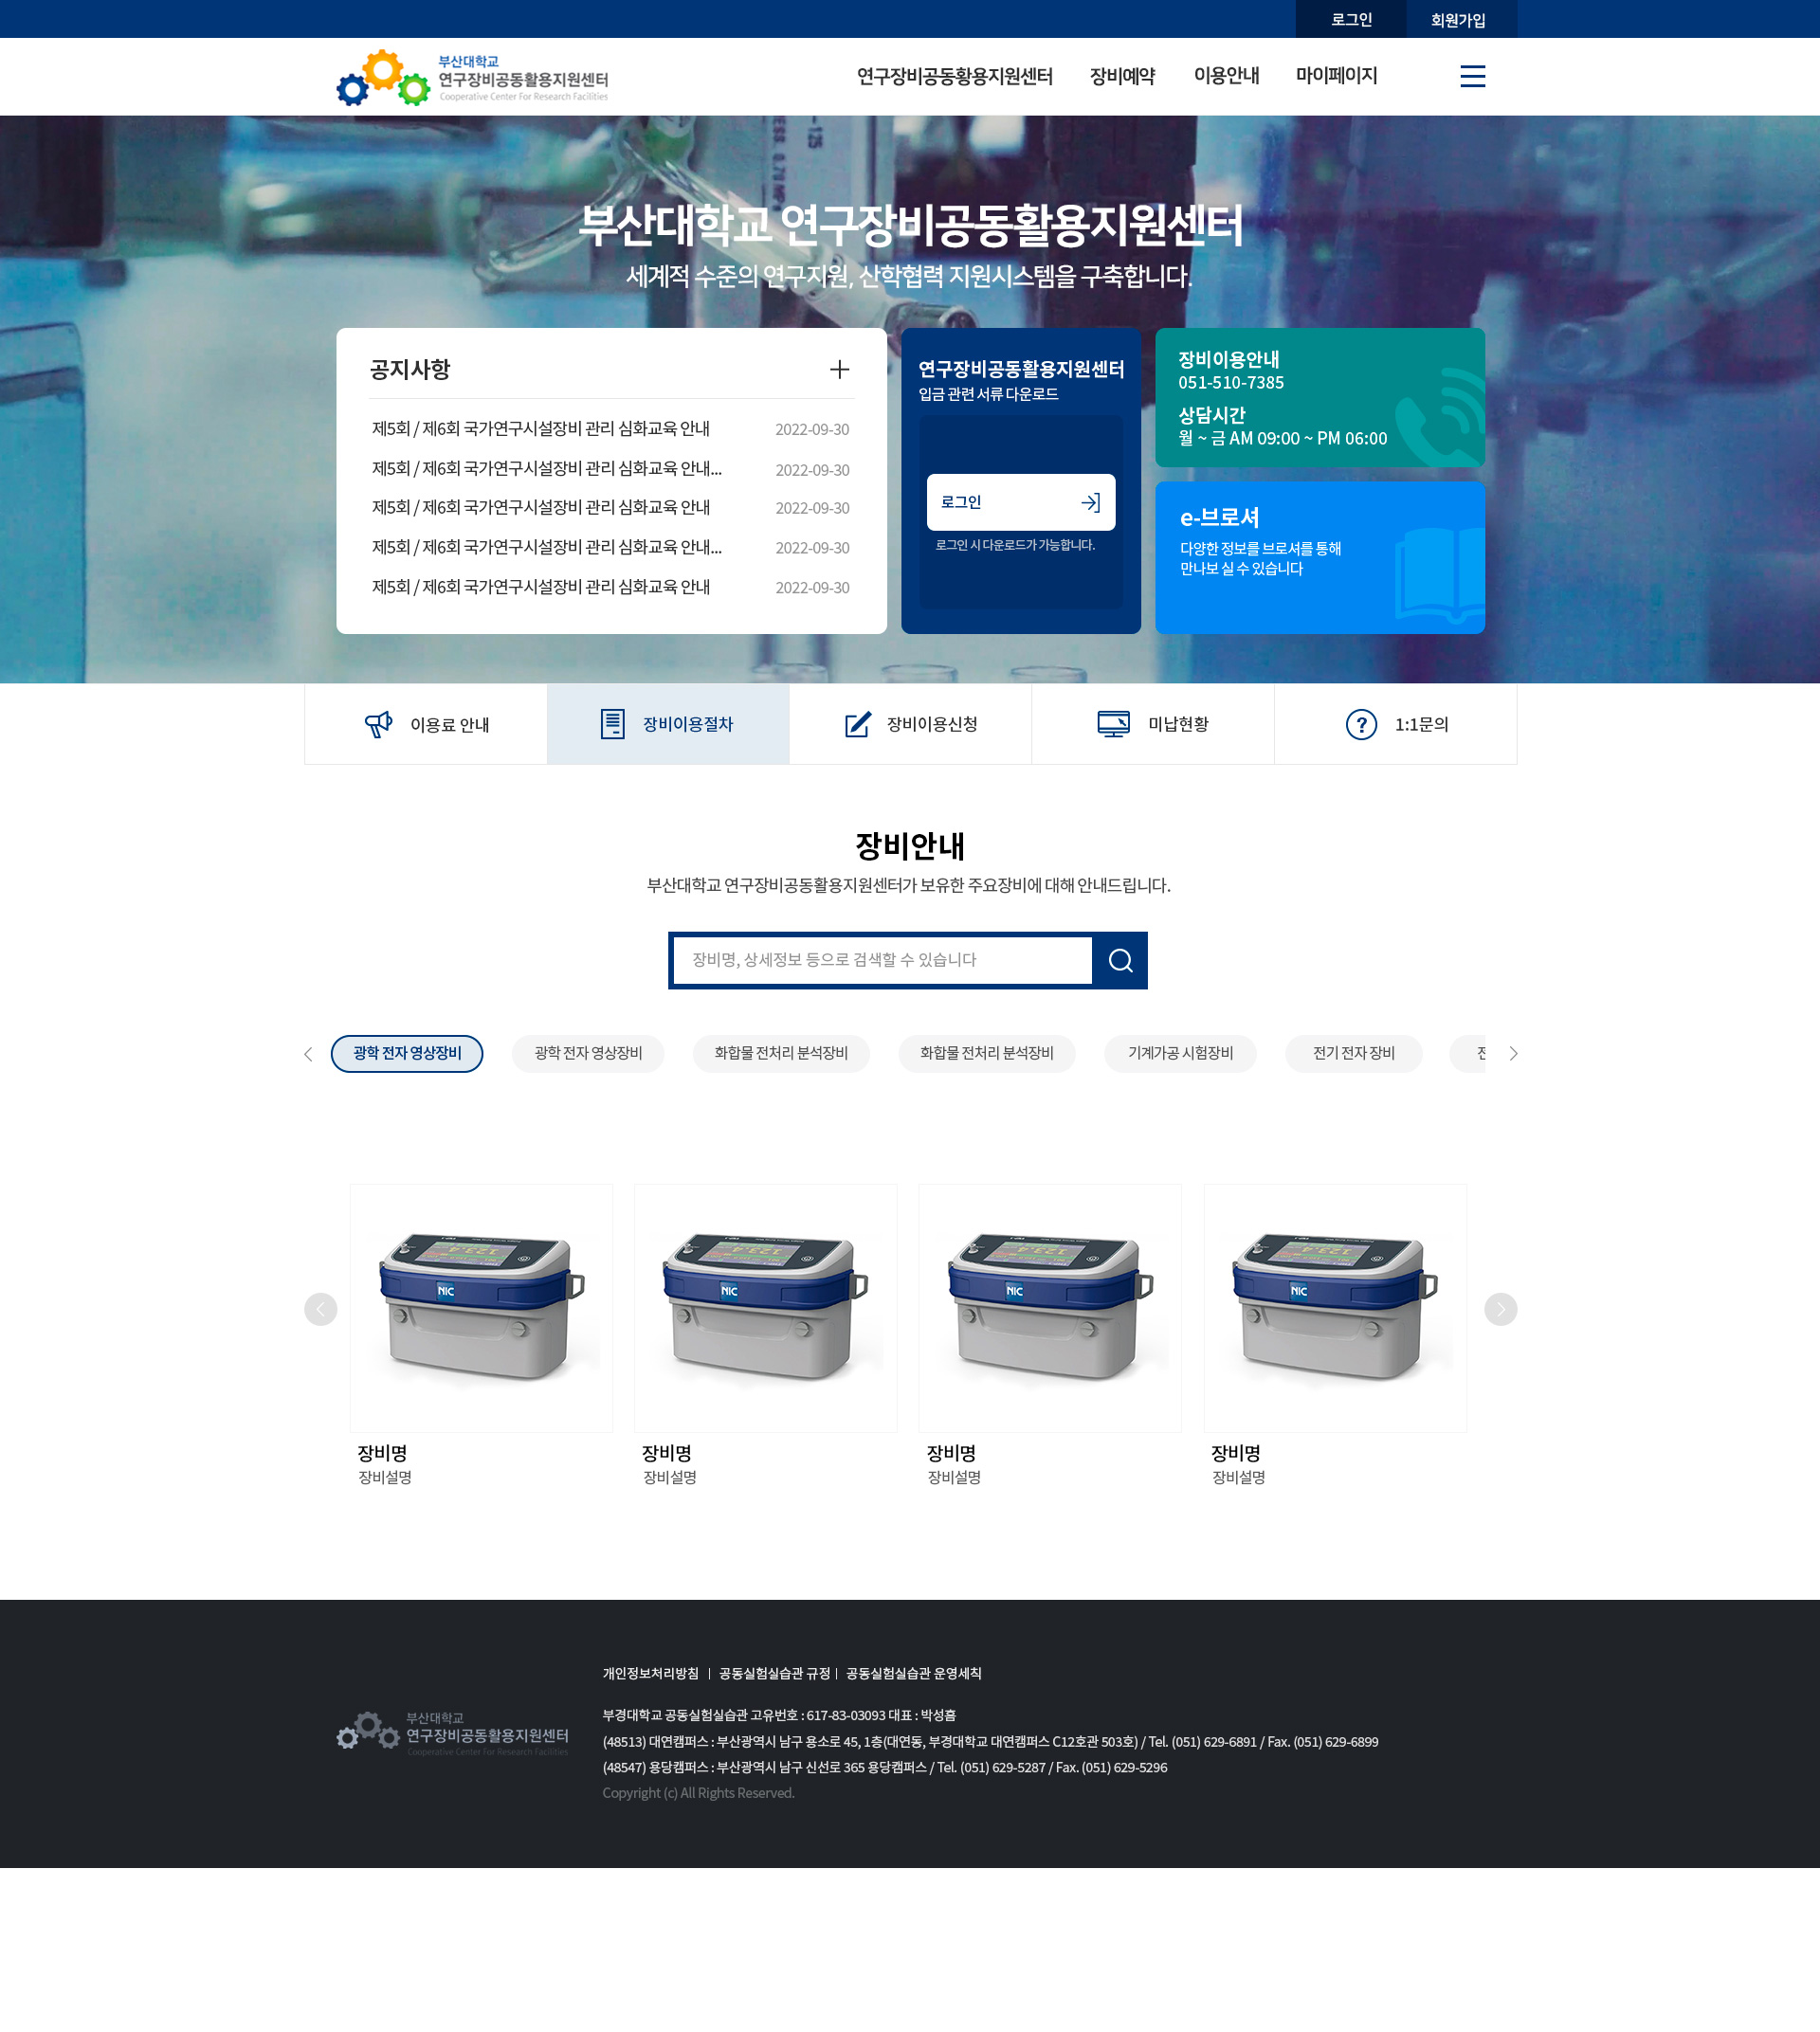 로그인
회원가입
부산대학교
연구장비공동활용지원센터
Cooperative Center For Research Facilities
연구장비공동활용지원센터
장비예약
이용안내
마이페이지
부산대학교 연구장비공동활용지원센터
세계적 수준의 연구지원, 산학협력 지원시스템을 구축합니다.
공지사항
제5회 / 제6회 국가연구시설장비 관리 심화교육 안내
2022-09-30
제5회 / 제6회 국가연구시설장비 관리 심화교육 안내...
2022-09-30
제5회 / 제6회 국가연구시설장비 관리 심화교육 안내
2022-09-30
제5회 / 제6회 국가연구시설장비 관리 심화교육 안내...
2022-09-30
제5회 / 제6회 국가연구시설장비 관리 심화교육 안내
2022-09-30
연구장비공동활용지원센터
입금 관련 서류 다운로드
로그인
로그인 시 다운로드가 가능합니다.
장비이용안내
051-510-7385
상담시간
월 ~ 금 AM 09:00 ~ PM 06:00
e-브로셔
다양한 정보를 브로셔를 통해
만나보 실 수 있습니다
이용료 안내
장비이용절차
장비이용신청
미납현황
1:1문의
장비안내
부산대학교 연구장비공동활용지원센터가 보유한 주요장비에 대해 안내드립니다.
장비명, 상세정보 등으로 검색할 수 있습니다
광학 전자 영상장비
광학 전자 영상장비
화합물 전처리 분석장비
화합물 전처리 분석장비
기계가공 시험장비
전기 전자 장비
NIC
NIC
NIC
NIC
장비명
장비설명
장비명
장비설명
장비명
장비설명
장비명
장비설명
개인정보처리방침 | 공동실험실습관 규정 | 공동실험실습관 운영세칙
부산대학교
연구장비공동활용지원센터
Cooperative Center For Research Facilities
부경대학교 공동실험실습관 고유번호 : 617-83-03093 대표 : 박성흠
(48513) 대연캠퍼스 : 부산광역시 남구 용소로 45, 1층(대연동, 부경대학교 대연캠퍼스 C12호관 503호) / Tel. (051) 629-6891 / Fax. (051) 629-6899
(48547) 용당캠퍼스 : 부산광역시 남구 신선로 365 용당캠퍼스 / Tel. (051) 629-5287 / Fax. (051) 629-5296
Copyright (c) All Rights Reserved.